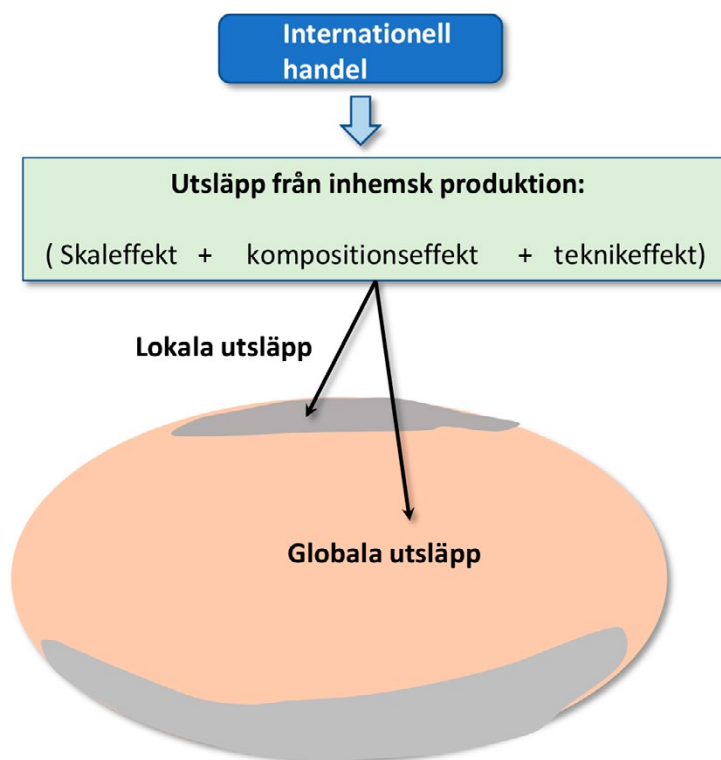 Internationell
handel
Utsläpp från inhemsk produktion:
( Skaleffekt + kompositionseffekt + teknikeffekt)
Lokala utsläpp
Globala utsläpp